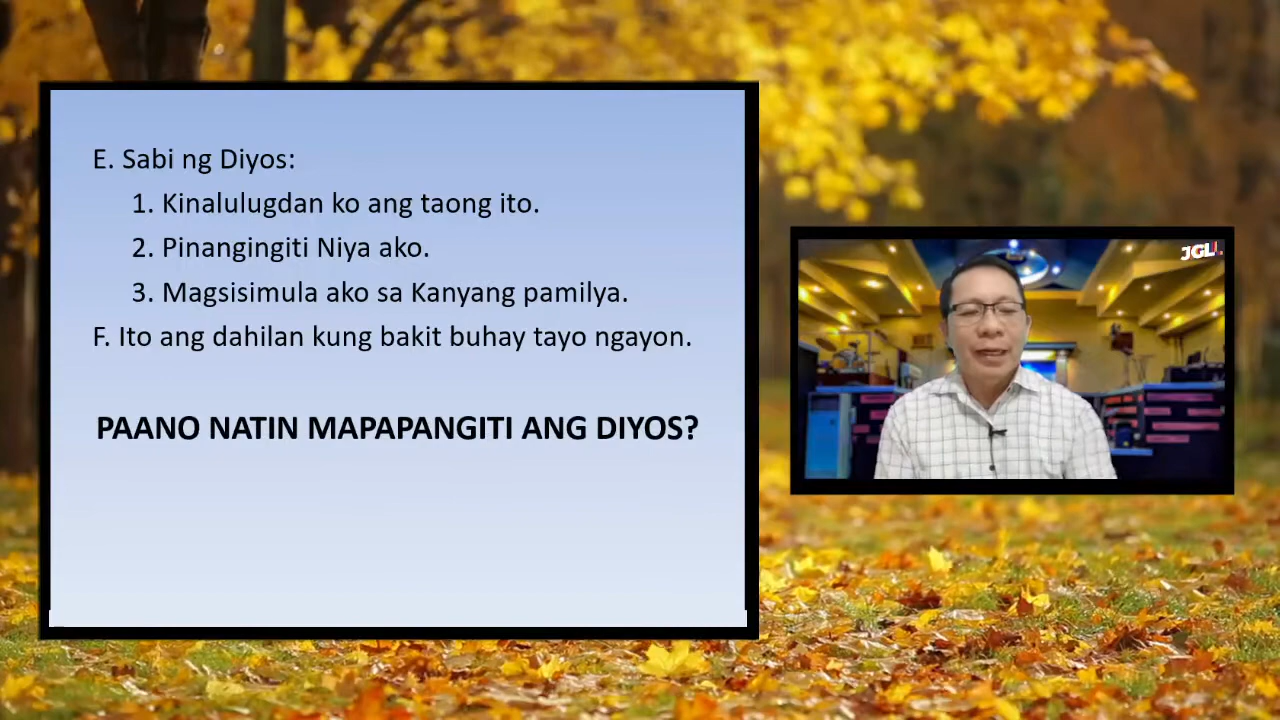 E. Sabi ng Diyos:
1. Kinalulugdan ko ang taong ito.
2. Pinangingiti Niya ako.
3. Magsisimula ako sa Kanyang pamilya.
F. Ito ang dahilan kung bakit buhay tayo ngayon.
PAANO NATIN MAPAPANGITI ANG DIYOS?